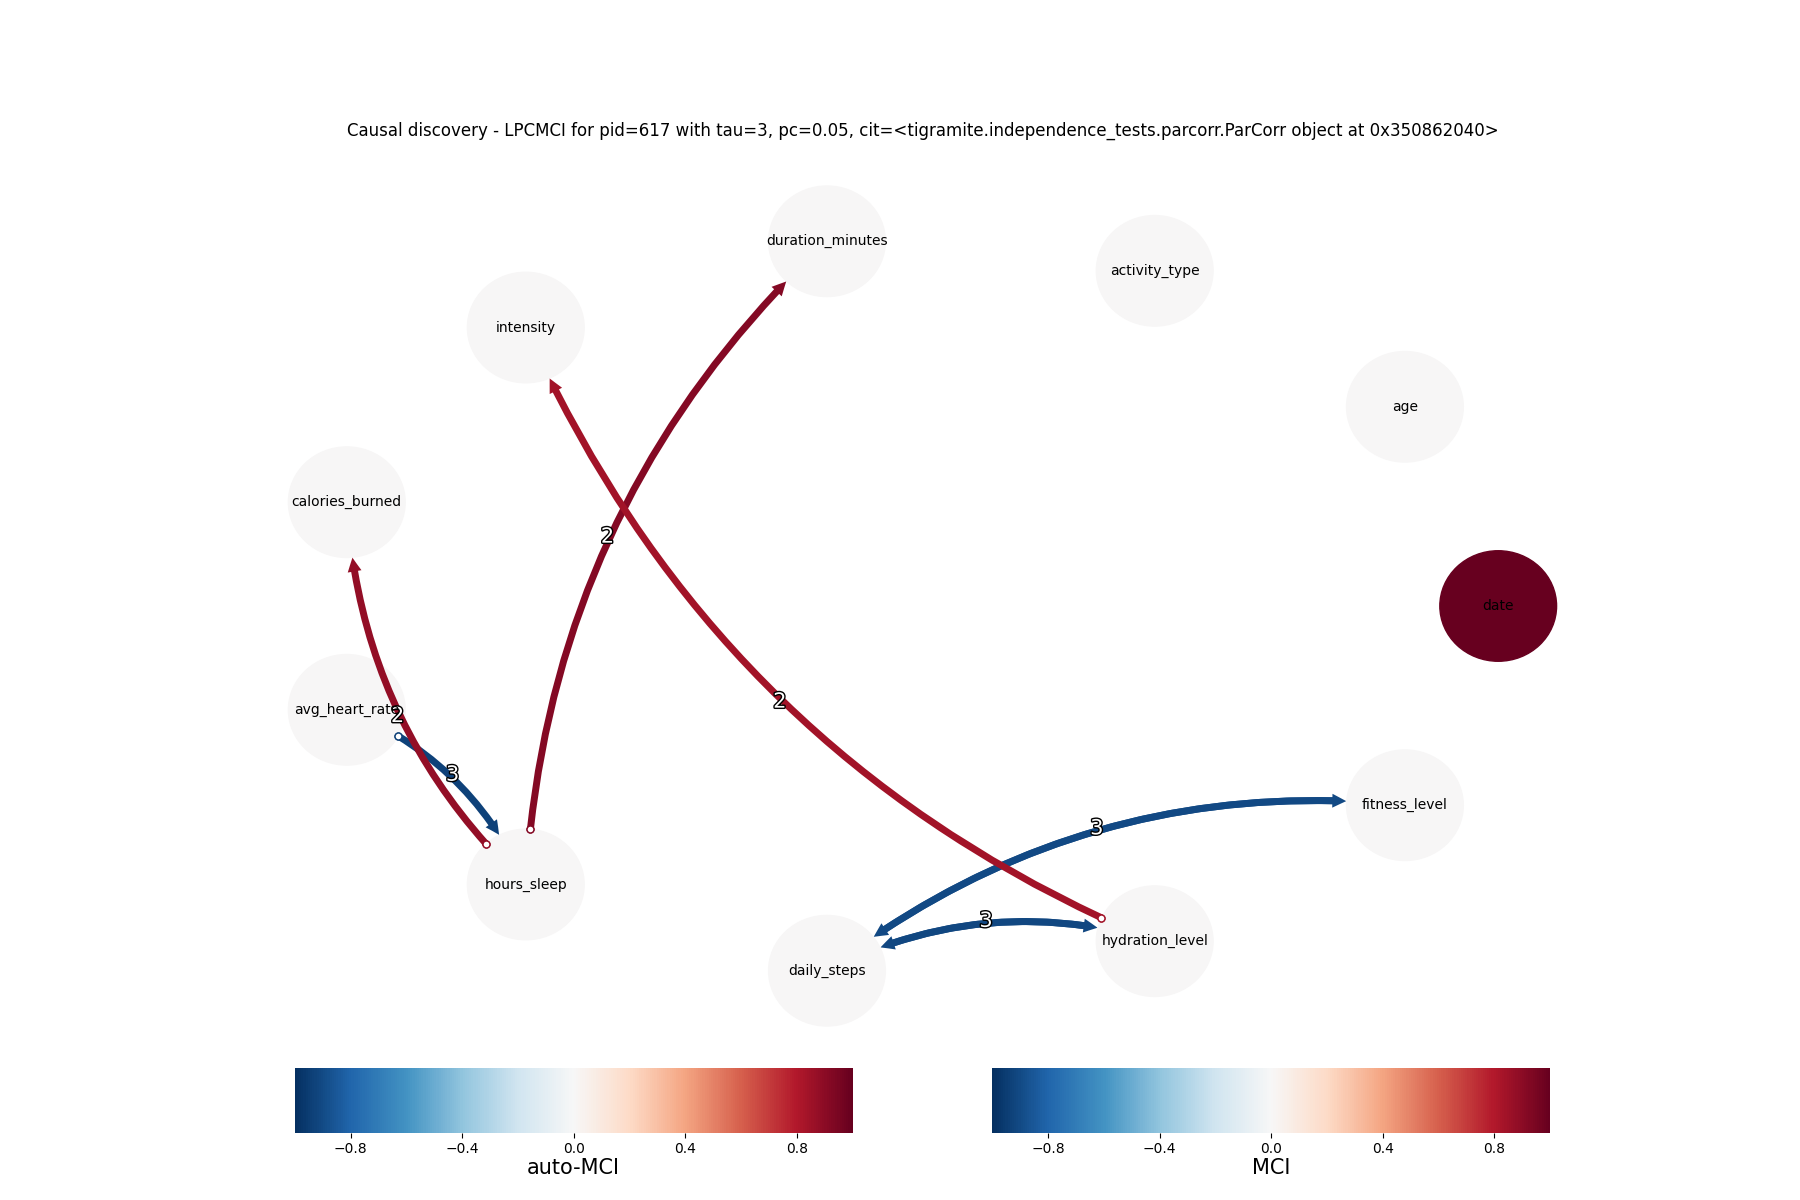 Causal discovery - LPCMCI for pid=617 with tau=3, pc=0.05, cit=<tigramite.independence_tests.parcorr.ParCorr object at 0x350862040>
duration_minutes
activity_type
intensity
age
calories_burned
2
date
2
avg_heart_rate
2
3
fitness_level
3
hours_sleep
3
hydration_level
daily_steps
−0.8 −0.4 0.0 0.4 0.8
auto-MCI
−0.8 −0.4 0.0 0.4 0.8
MCI